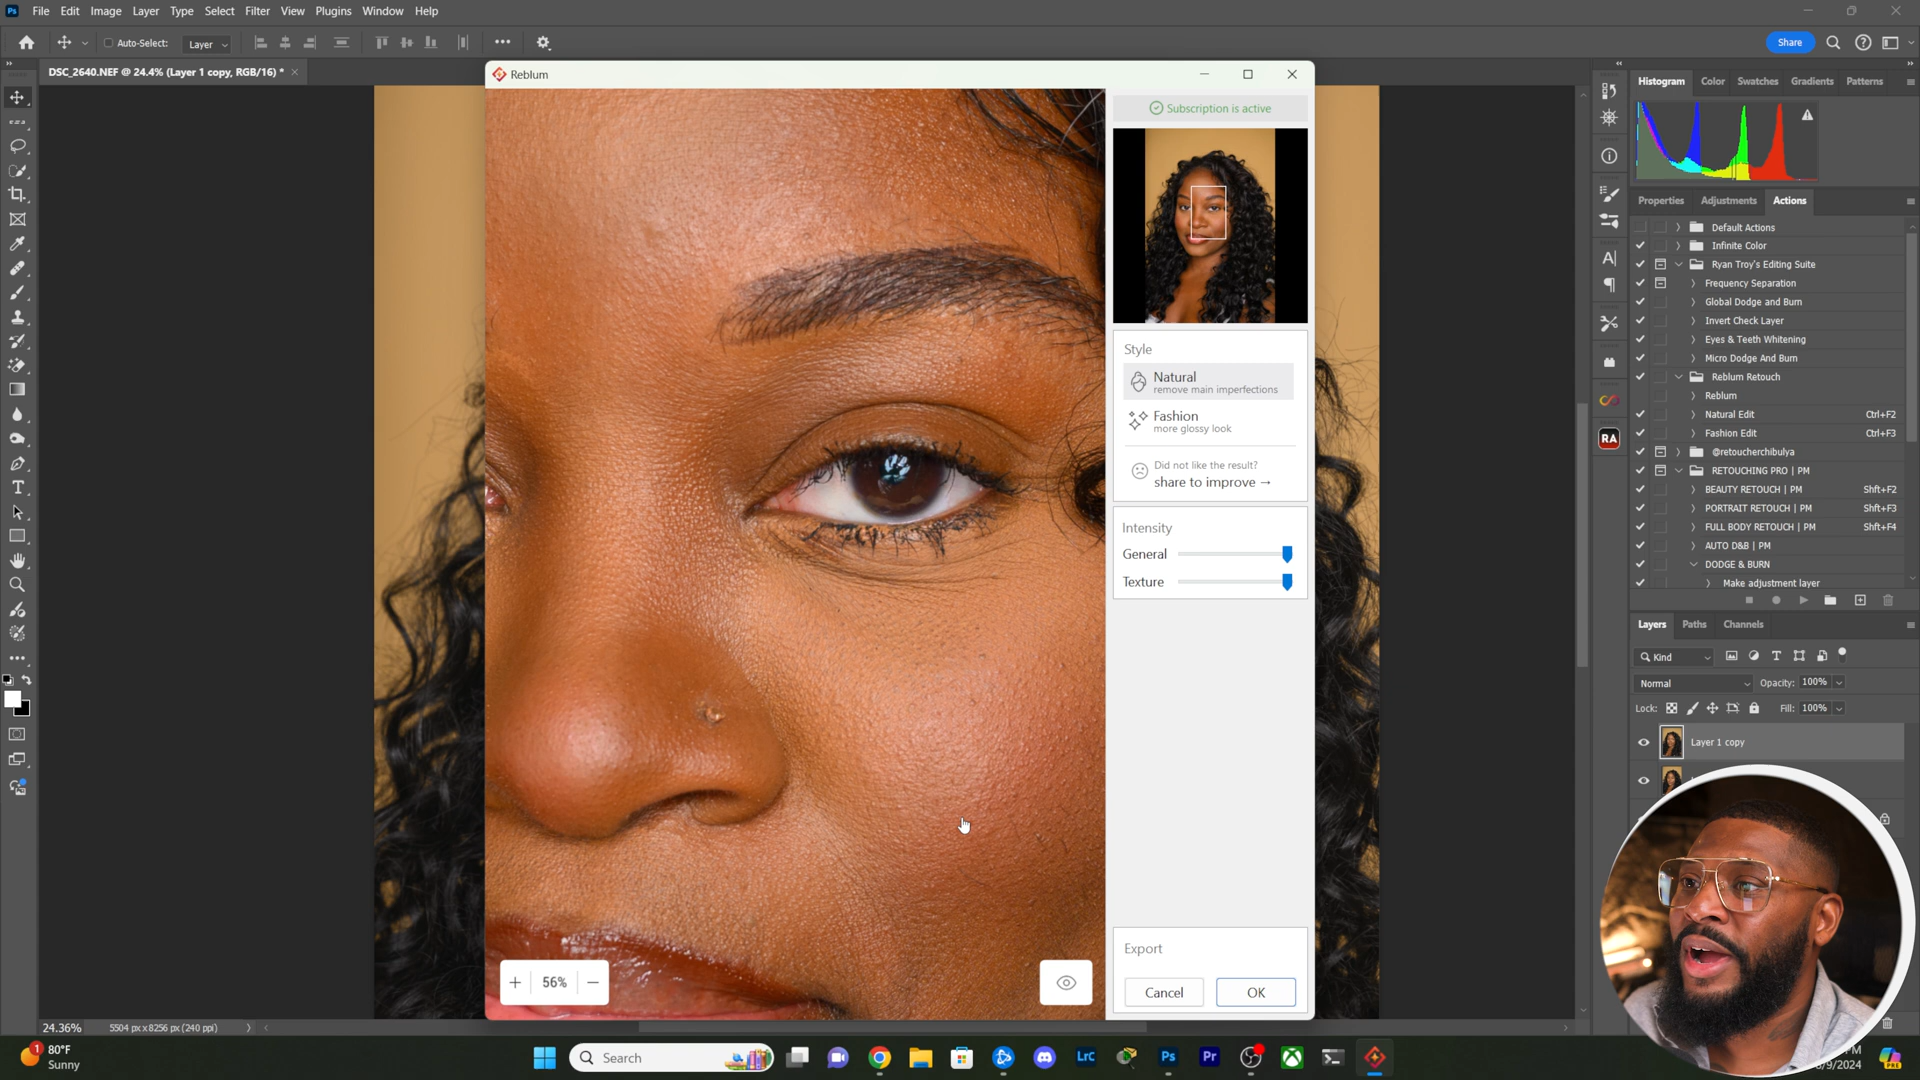 File Edit Image Layer Type Select Filter View Plugins Window Help
Auto-Select: Layer
Share
DSC_2640.NEF @ 24.4% (Layer 1 copy, RGB/16) *
Reblum
Subscription is active
Style
Natural
remove main imperfections
Fashion
more glossy look
Did not like the result?
share to improve →
Intensity
General
Texture
Export
Cancel OK
+ 56% −
Histogram Color Swatches Gradients Patterns
Properties Adjustments Actions
Default Actions
Infinite Color
Ryan Troy's Editing Suite
Frequency Separation
Global Dodge and Burn
Invert Check Layer
Eyes & Teeth Whitening
Micro Dodge And Burn
Reblum Retouch
Reblum
Natural Edit Ctrl+F2
Fashion Edit Ctrl+F3
@retoucherchibulya
RETOUCHING PRO | PM
BEAUTY RETOUCH | PM Shft+F2
PORTRAIT RETOUCH | PM Shft+F3
FULL BODY RETOUCH | PM Shft+F4
AUTO D&B | PM
DODGE & BURN
Make adjustment layer
RA
Layers Paths Channels
Kind
Normal Opacity: 100%
Lock: Fill: 100%
Layer 1 copy
24.36% 5504 px x 8256 px (240 ppi)
1 80°F
Sunny
Search
LrC Ps Pr
PRE